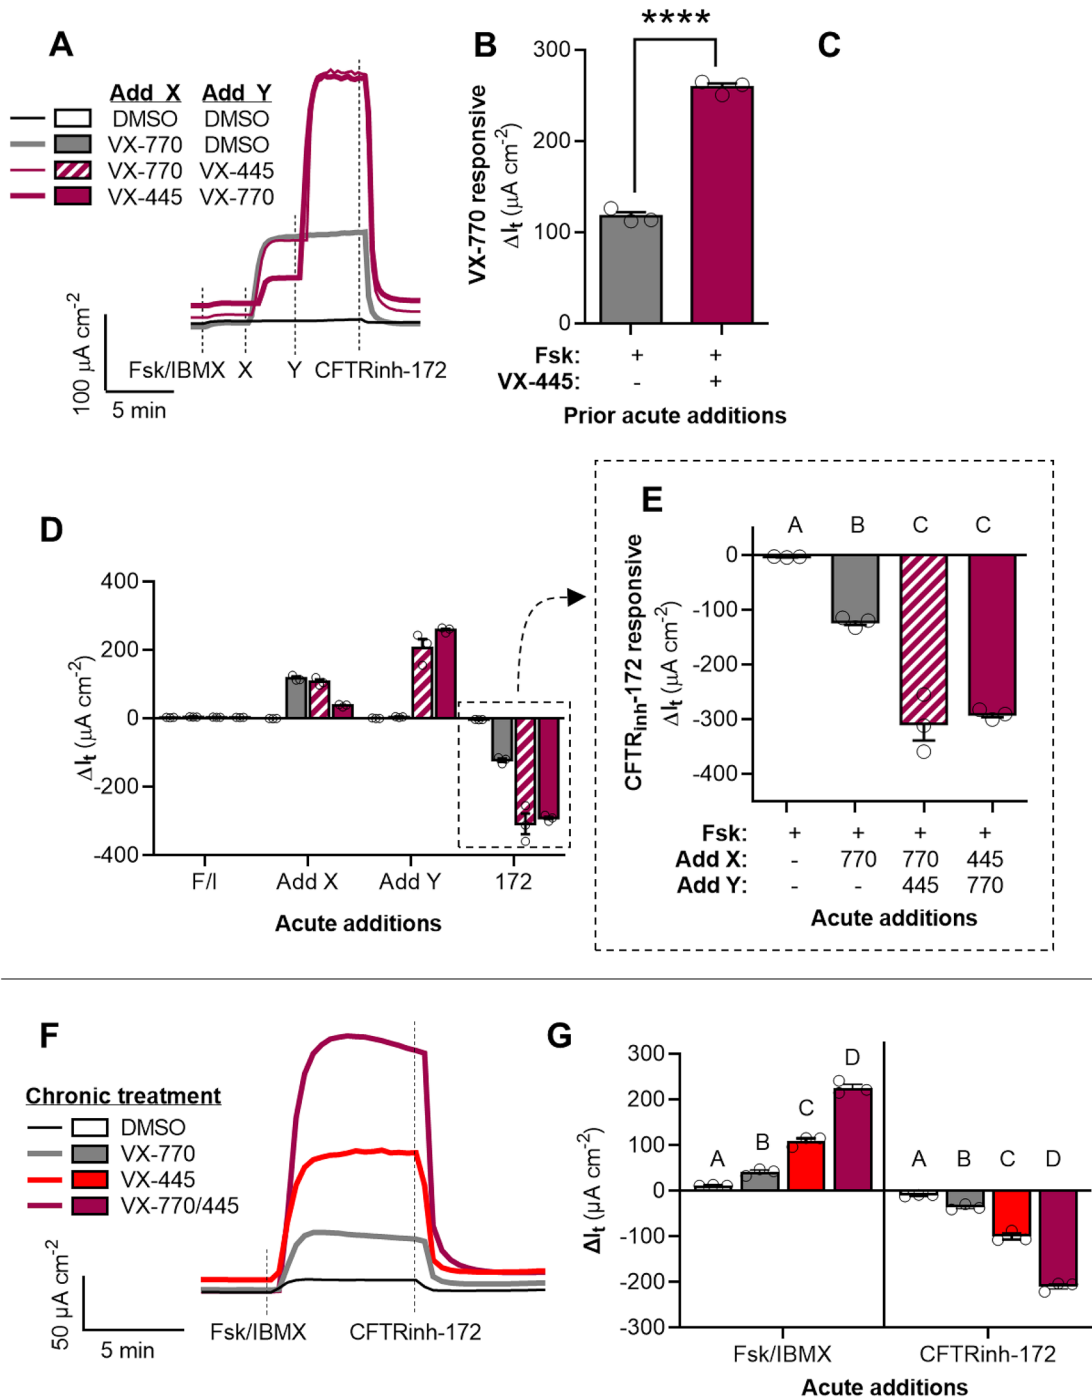 A
Add X Add Y
DMSO DMSO
VX-770 DMSO
VX-770 VX-445
VX-445 VX-770
100 µA cm-2
5 min
Fsk/IBMX X Y CFTRinh-172
B
****
VX-770 responsive
ΔIt (µA cm-2)
300
200
100
0
Fsk: + +
VX-445: - +
Prior acute additions
C
D
ΔIt (µA cm-2)
400
200
0
-200
-400
F/I Add X Add Y 172
Acute additions
E
CFTRinh-172 responsive
ΔIt (µA cm-2)
A B C C
0
-100
-200
-300
-400
Fsk: + + + +
Add X: - 770 770 445
Add Y: - - 445 770
Acute additions
F
Chronic treatment
DMSO
VX-770
VX-445
VX-770/445
50 µA cm-2
5 min
Fsk/IBMX CFTRinh-172
G
ΔIt (µA cm-2)
300
200
100
0
-100
-200
-300
A B C D A B C D
Fsk/IBMX CFTRinh-172
Acute additions